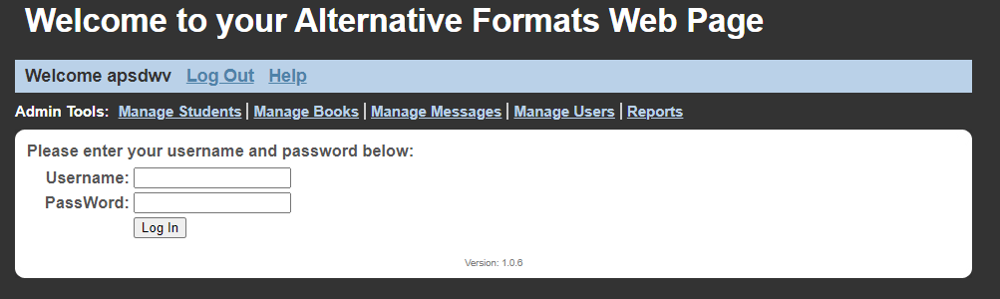 Welcome to your Alternative Formats Web Page
Welcome apsdwv Log Out Help
Admin Tools: Manage Students | Manage Books | Manage Messages | Manage Users | Reports
Please enter your username and password below:
Username:
PassWord:
Log In
Version: 1.0.6